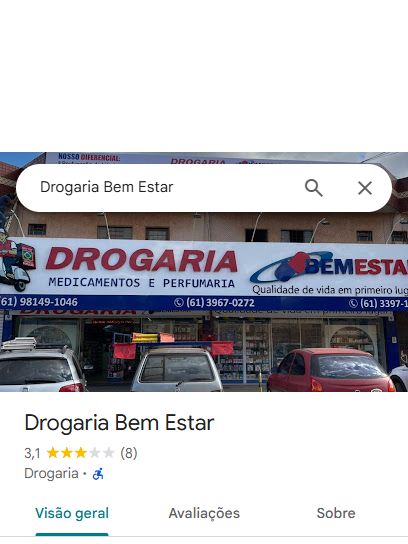 NOSSO DIFERENCIAL:
DROGARIA
Drogaria Bem Estar
DROGARIA
MEDICAMENTOS E PERFUMARIA
BEMESTA
Qualidade de vida em primeiro lug
(61) 98149-1046
(61) 3967-0272
(61) 3397-1
DROGARIA
Drogaria Bem Estar
3,1 (8)
Drogaria •
Visão geral
Avaliações
Sobre